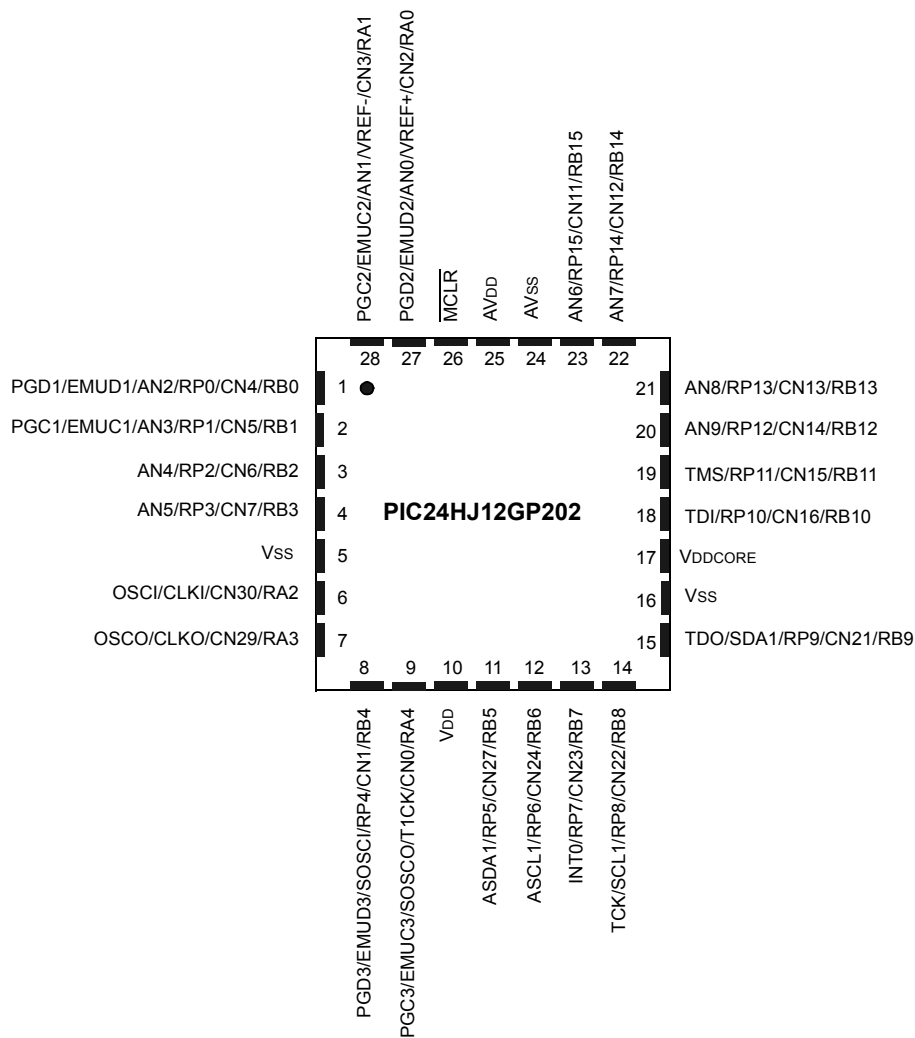 PGC2/EMUC2/AN1/VREF-/CN3/RA1
PGD2/EMUD2/AN0/VREF+/CN2/RA0
MCLR
AVDD
AVSS
AN6/RP15/CN11/RB15
AN7/RP14/CN12/RB14
28 27 26 25 24 23 22
PGD1/EMUD1/AN2/RP0/CN4/RB0 1 21 AN8/RP13/CN13/RB13
PGC1/EMUC1/AN3/RP1/CN5/RB1 2 20 AN9/RP12/CN14/RB12
AN4/RP2/CN6/RB2 3 19 TMS/RP11/CN15/RB11
AN5/RP3/CN7/RB3 4 PIC24HJ12GP202 18 TDI/RP10/CN16/RB10
VSS 5 17 VDDCORE
OSCI/CLKI/CN30/RA2 6 16 VSS
OSCO/CLKO/CN29/RA3 7 15 TDO/SDA1/RP9/CN21/RB9
8 9 10 11 12 13 14
PGD3/EMUD3/SOSCI/RP4/CN1/RB4
PGC3/EMUC3/SOSCO/T1CK/CN0/RA4
VDD
ASDA1/RP5/CN27/RB5
ASCL1/RP6/CN24/RB6
INT0/RP7/CN23/RB7
TCK/SCL1/RP8/CN22/RB8